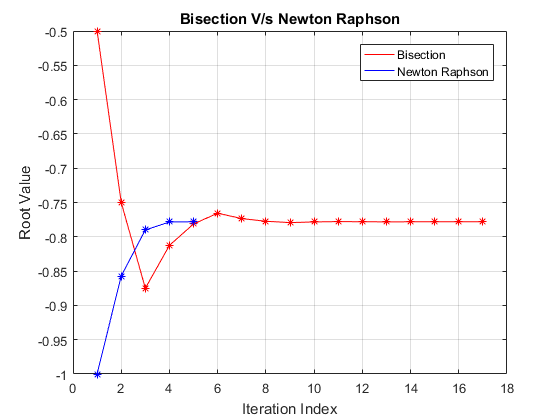 Bisection V/s Newton Raphson
Bisection
Newton Raphson
Root Value
-0.5
-0.55
-0.6
-0.65
-0.7
-0.75
-0.8
-0.85
-0.9
-0.95
-1
0 2 4 6 8 10 12 14 16 18
Iteration Index